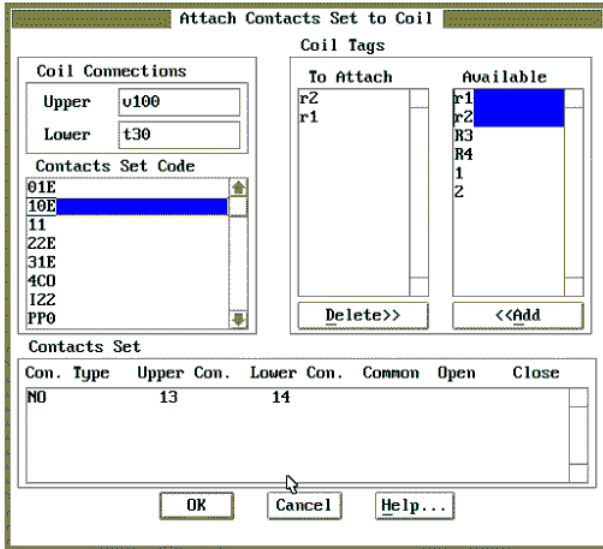 Attach Contacts Set to Coil
Coil Tags
Coil Connections
Upper v100
Lower t30
Contacts Set Code
01E
10E
11
22E
31E
4CO
I22
PP0
To Attach
r2
r1
Delete>>
Available
r1
r2
R3
R4
1
2
<<Add
Contacts Set
Con. Type Upper Con. Lower Con. Common Open Close
NO 13 14
OK Cancel Help...